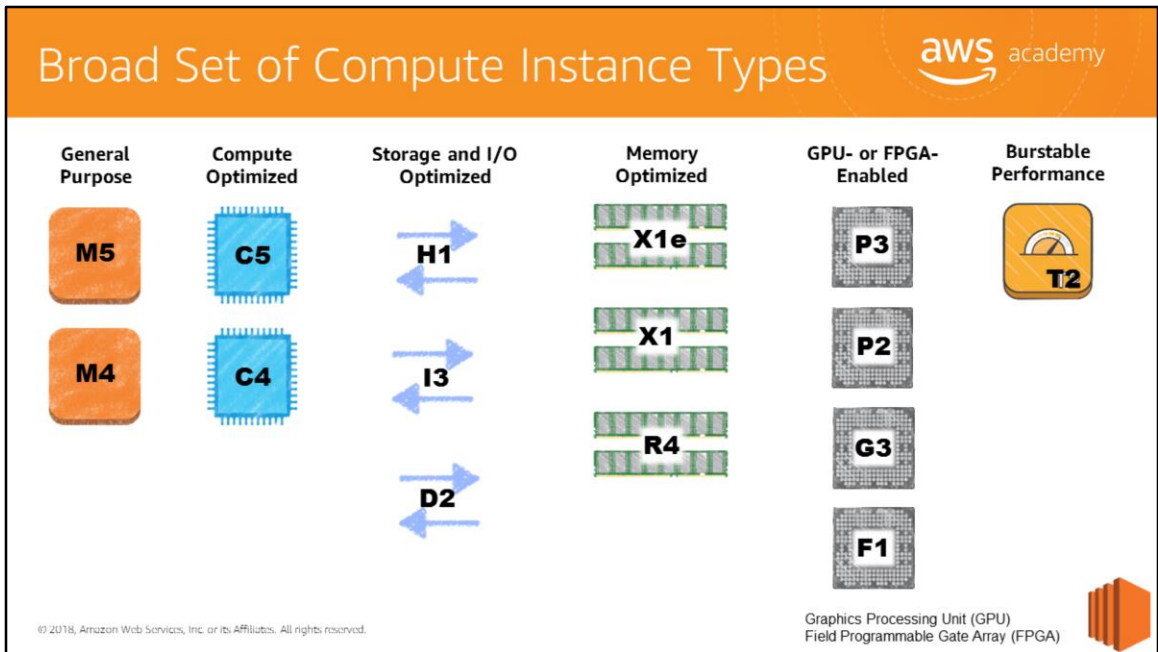 Broad Set of Compute Instance Types
aws academy
General
Purpose
M5
M4
Compute
Optimized
C5
C4
Storage and I/O
Optimized
H1
I3
D2
Memory
Optimized
X1e
X1
R4
GPU- or FPGA-
Enabled
P3
P2
G3
F1
Burstable
Performance
T2
© 2018, Amazon Web Services, Inc. or its Affiliates. All rights reserved.
Graphics Processing Unit (GPU)
Field Programmable Gate Array (FPGA)